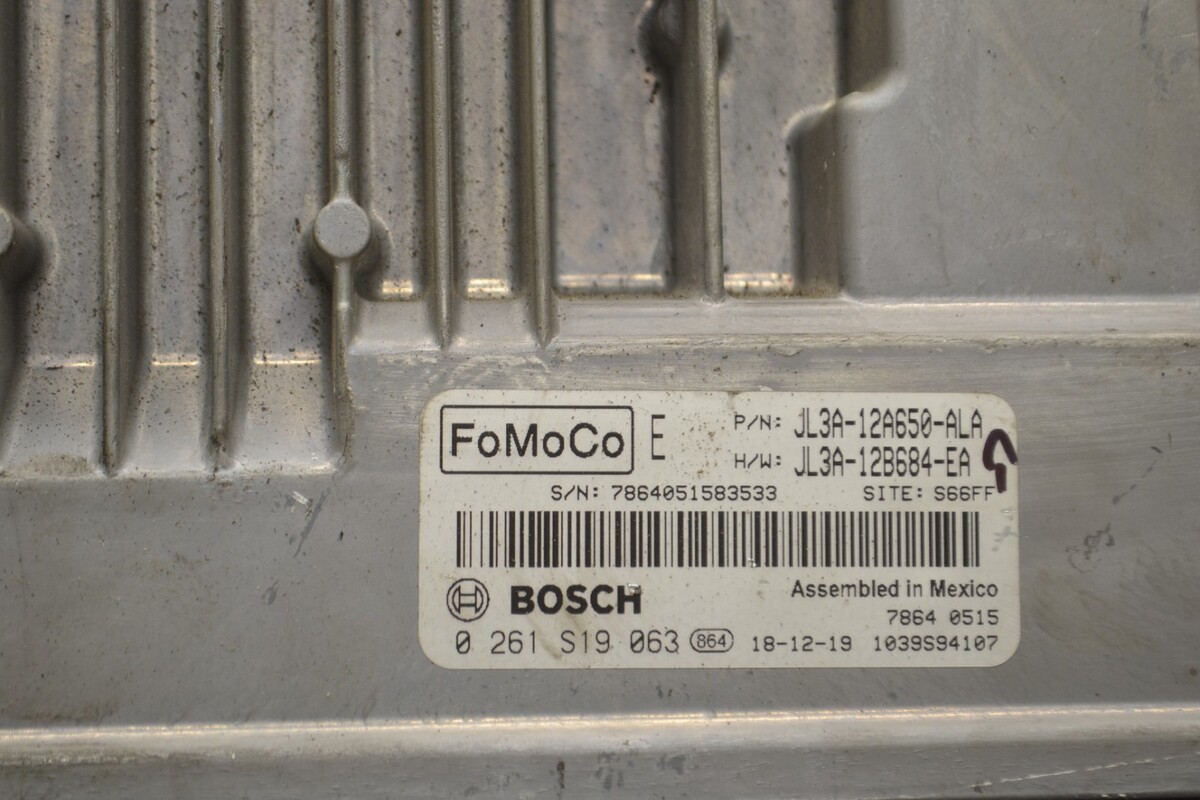 FoMoCo E P/N: JL3A-12A650-ALA
H/W: JL3A-12B684-EA
S/N: 7864051583533 SITE: S66FF
BOSCH Assembled in Mexico
7864 0515
0 261 S19 063 864 18-12-19 1039S94107